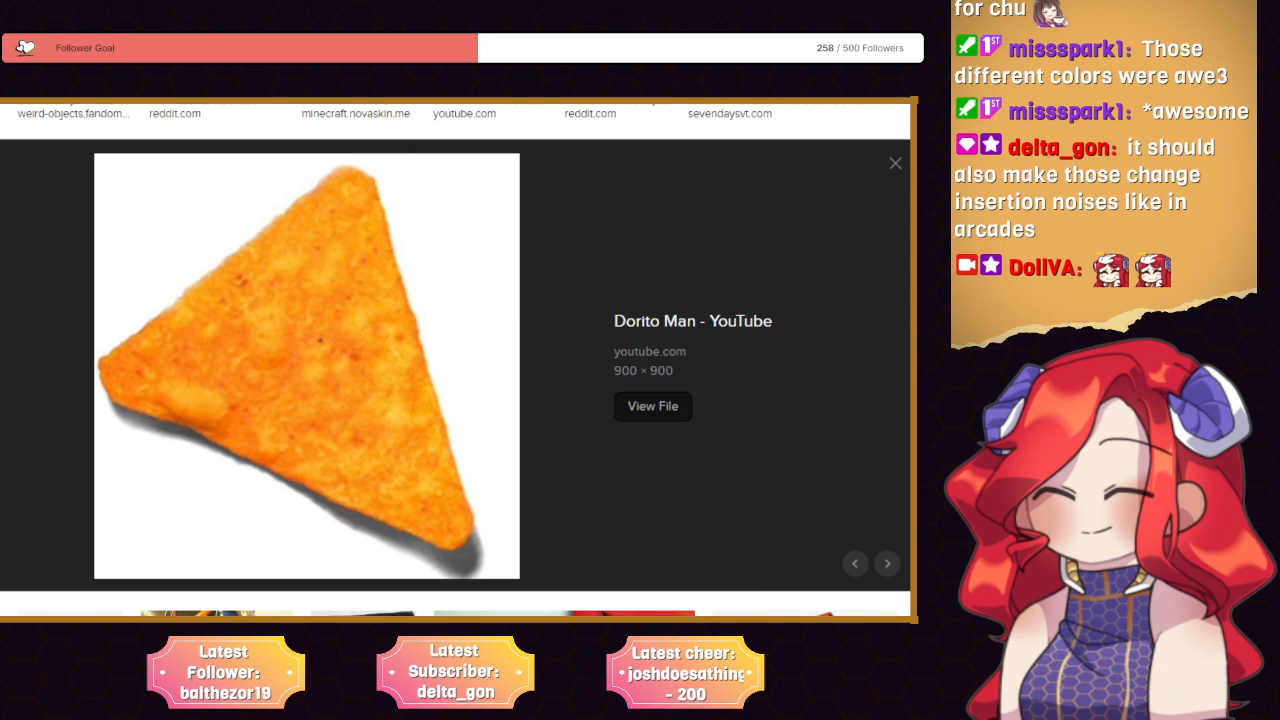 Follower Goal
258 / 500 Followers
weird-objects.fandom... reddit.com minecraft.novaskin.me youtube.com reddit.com sevendaysvt.com
Dorito Man - YouTube
youtube.com
900 × 900
View File
Latest
Follower:
balthezor19
Latest
Subscriber:
delta_gon
Latest cheer:
joshdoesathing
- 200
for chu
1ST missspark1: Those
different colors were awe3
1ST missspark1: *awesome
delta_gon: it should
also make those change
insertion noises like in
arcades
DollVA: